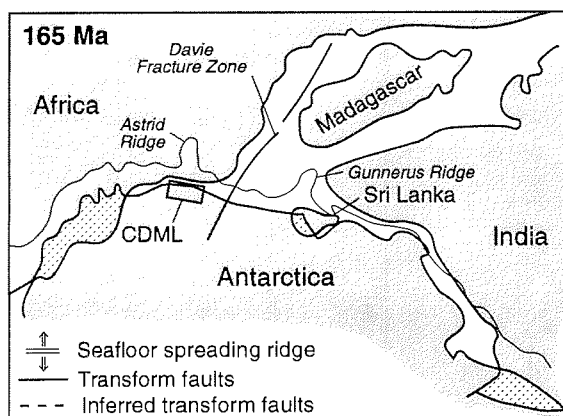 165 Ma
Davie
Fracture Zone
Africa
Madagascar
Astrid
Ridge
Gunnerus Ridge
Sri Lanka
CDML
India
Antarctica
Seafloor spreading ridge
Transform faults
Inferred transform faults